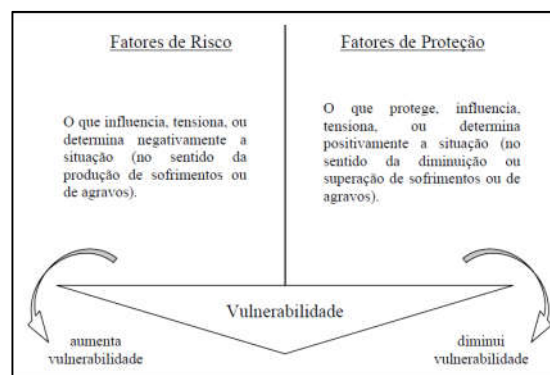 Fatores de Risco
O que influencia, tensiona, ou
determina negativamente a
situação (no sentido da
produção de sofrimentos ou
de agravos).
Fatores de Proteção
O que protege, influencia,
tensiona, ou determina
positivamente a situação (no
sentido da diminuição ou
superação de sofrimentos ou de
agravos).
Vulnerabilidade
aumenta
vulnerabilidade
diminui
vulnerabilidade